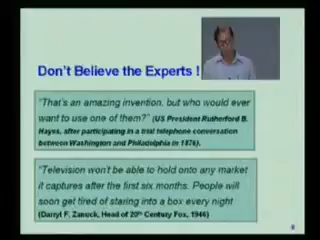 Don't Believe the Experts !
"That's an amazing invention, but who would ever
want to use one of them?" (US President Rutherford B.
Hayes, after participating in a trial telephone conversation
between Washington and Philadelphia in 1876).
"Television won't be able to hold onto any market
it captures after the first six months. People will
soon get tired of staring into a box every night
(Darryl F. Zanuck, Head of 20th Century Fox, 1946)